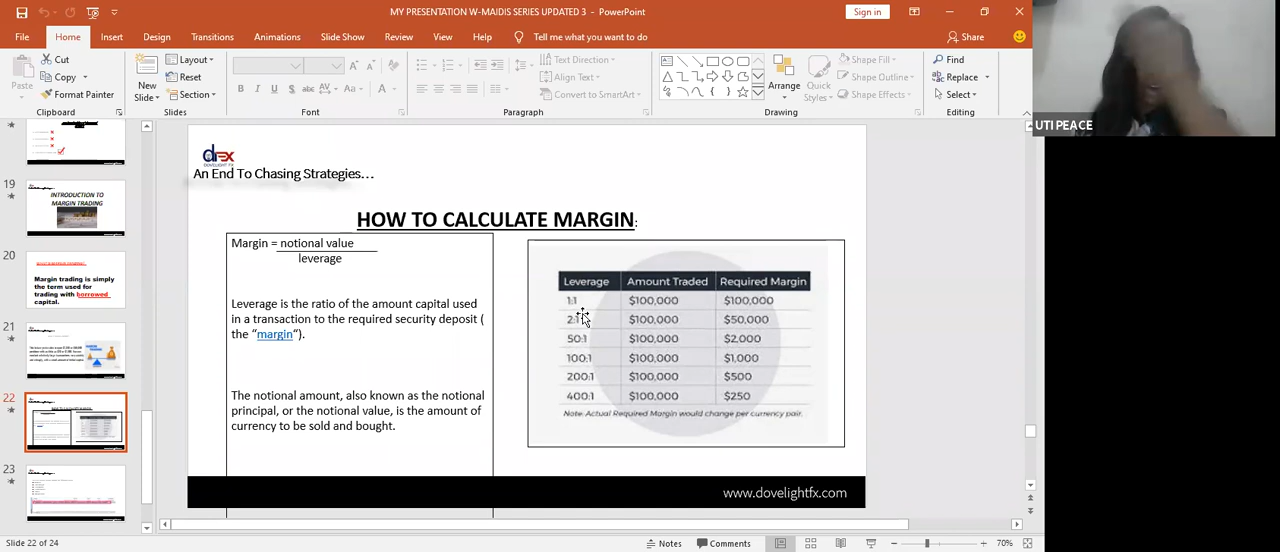 MY PRESENTATION W-MAIDIS SERIES UPDATED 3 - PowerPoint
Sign in
File Home Insert Design Transitions Animations Slide Show Review View Help Tell me what you want to do Share
Paste
Cut
Copy
Format Painter
Clipboard
New Slide
Layout
Reset
Section
Slides
B I U S abc AV Aa A
Font
Text Direction
Align Text
Convert to SmartArt
Paragraph
Arrange
Quick Styles
Shape Fill
Shape Outline
Shape Effects
Drawing
Find
Replace
Select
Editing
UTI PEACE
19
INTRODUCTION TO
MARGIN TRADING
20
Margin trading is simply
the term used for
trading with borrowed
capital.
21
22
23
DOVELIGHT FX
An End To Chasing Strategies...
HOW TO CALCULATE MARGIN:
Margin = notional value
leverage
Leverage is the ratio of the amount capital used
in a transaction to the required security deposit (
the “margin“).
The notional amount, also known as the notional
principal, or the notional value, is the amount of
currency to be sold and bought.
Leverage Amount Traded Required Margin
1:1 $100,000 $100,000
2:1 $100,000 $50,000
50:1 $100,000 $2,000
100:1 $100,000 $1,000
200:1 $100,000 $500
400:1 $100,000 $250
Note: Actual Required Margin would change per currency pair.
www.dovelightfx.com
Slide 22 of 24
Notes
Comments
70%